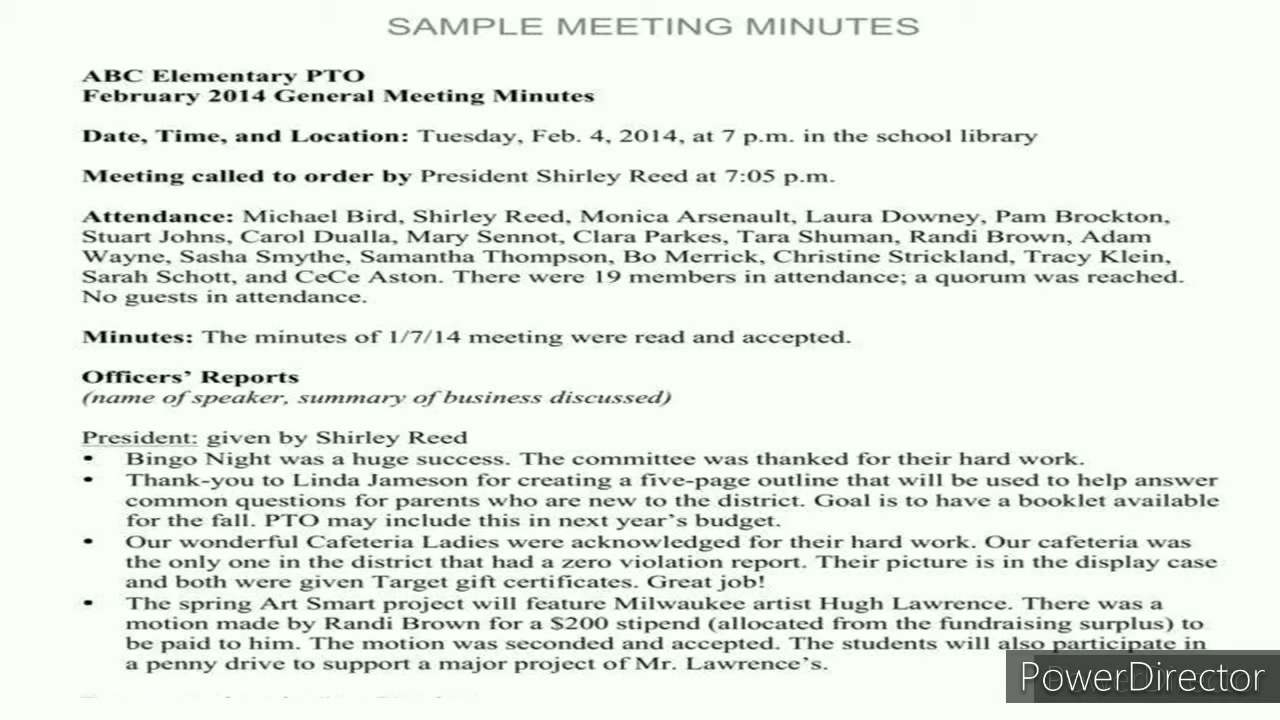 SAMPLE MEETING MINUTES
ABC Elementary PTO
February 2014 General Meeting Minutes
Date, Time, and Location: Tuesday, Feb. 4, 2014, at 7 p.m. in the school library
Meeting called to order by President Shirley Reed at 7:05 p.m.
Attendance: Michael Bird, Shirley Reed, Monica Arsenault, Laura Downey, Pam Brockton,
Stuart Johns, Carol Dualla, Mary Sennot, Clara Parkes, Tara Shuman, Randi Brown, Adam
Wayne, Sasha Smythe, Samantha Thompson, Bo Merrick, Christine Strickland, Tracy Klein,
Sarah Schott, and CeCe Aston. There were 19 members in attendance; a quorum was reached.
No guests in attendance.
Minutes: The minutes of 1/7/14 meeting were read and accepted.
Officers’ Reports
(name of speaker, summary of business discussed)
President: given by Shirley Reed
• Bingo Night was a huge success. The committee was thanked for their hard work.
• Thank-you to Linda Jameson for creating a five-page outline that will be used to help answer
common questions for parents who are new to the district. Goal is to have a booklet available
for the fall. PTO may include this in next year’s budget.
• Our wonderful Cafeteria Ladies were acknowledged for their hard work. Our cafeteria was
the only one in the district that had a zero violation report. Their picture is in the display case
and both were given Target gift certificates. Great job!
• The spring Art Smart project will feature Milwaukee artist Hugh Lawrence. There was a
motion made by Randi Brown for a $200 stipend (allocated from the fundraising surplus) to
be paid to him. The motion was seconded and accepted. The students will also participate in
a penny drive to support a major project of Mr. Lawrence’s.
PowerDirector